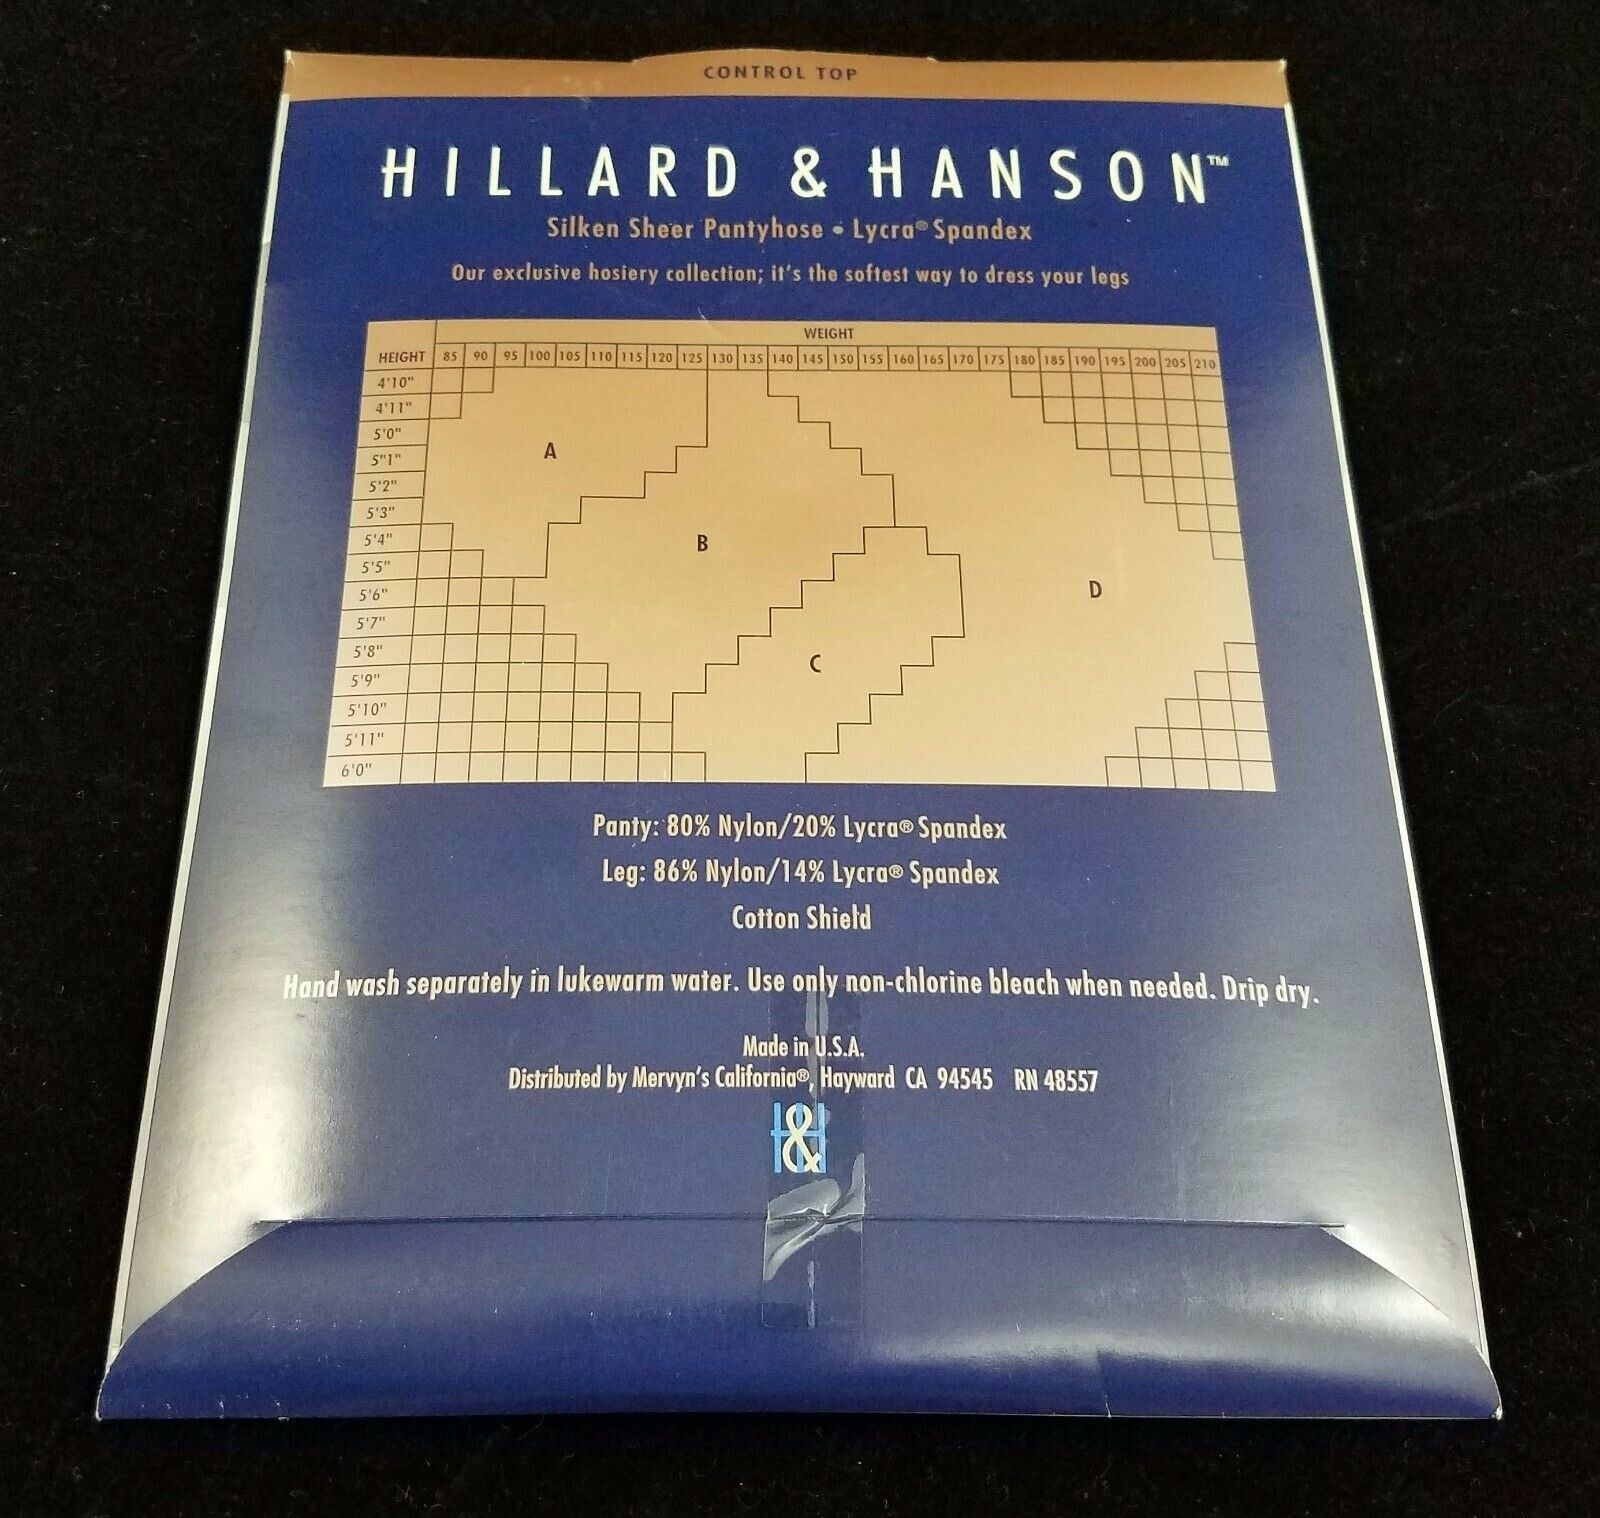 CONTROL TOP
HILLARD & HANSON™
Silken Sheer Pantyhose • Lycra® Spandex
Our exclusive hosiery collection; it's the softest way to dress your legs
WEIGHT
HEIGHT 85 90 95 100 105 110 115 120 125 130 135 140 145 150 155 160 165 170 175 180 185 190 195 200 205 210
4'10"
4'11"
5'0"
5"1"
A
5'2"
5'3"
5'4"
B
5'5"
5'6"
D
5'7"
5'8"
C
5'9"
5'10"
5'11"
6'0"
Panty: 80% Nylon/20% Lycra® Spandex
Leg: 86% Nylon/14% Lycra® Spandex
Cotton Shield
Hand wash separately in lukewarm water. Use only non-chlorine bleach when needed. Drip dry.
Made in U.S.A.
Distributed by Mervyn's California®, Hayward CA 94545 RN 48557
H&H